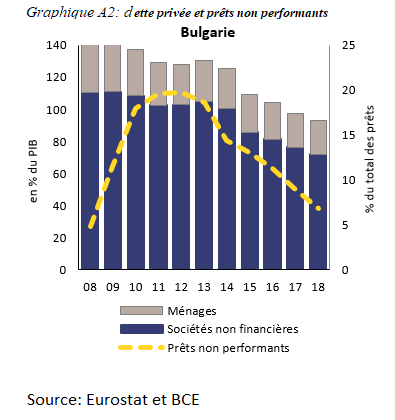 Graphique A2: dette privée et prêts non performants
Bulgarie
140 25
120 20
100
80 15
60 10
40
20 5
0 0
en % du PIB
% du total des prêts
08 09 10 11 12 13 14 15 16 17 18
Ménages
Sociétés non financières
Prêts non performants
Source: Eurostat et BCE